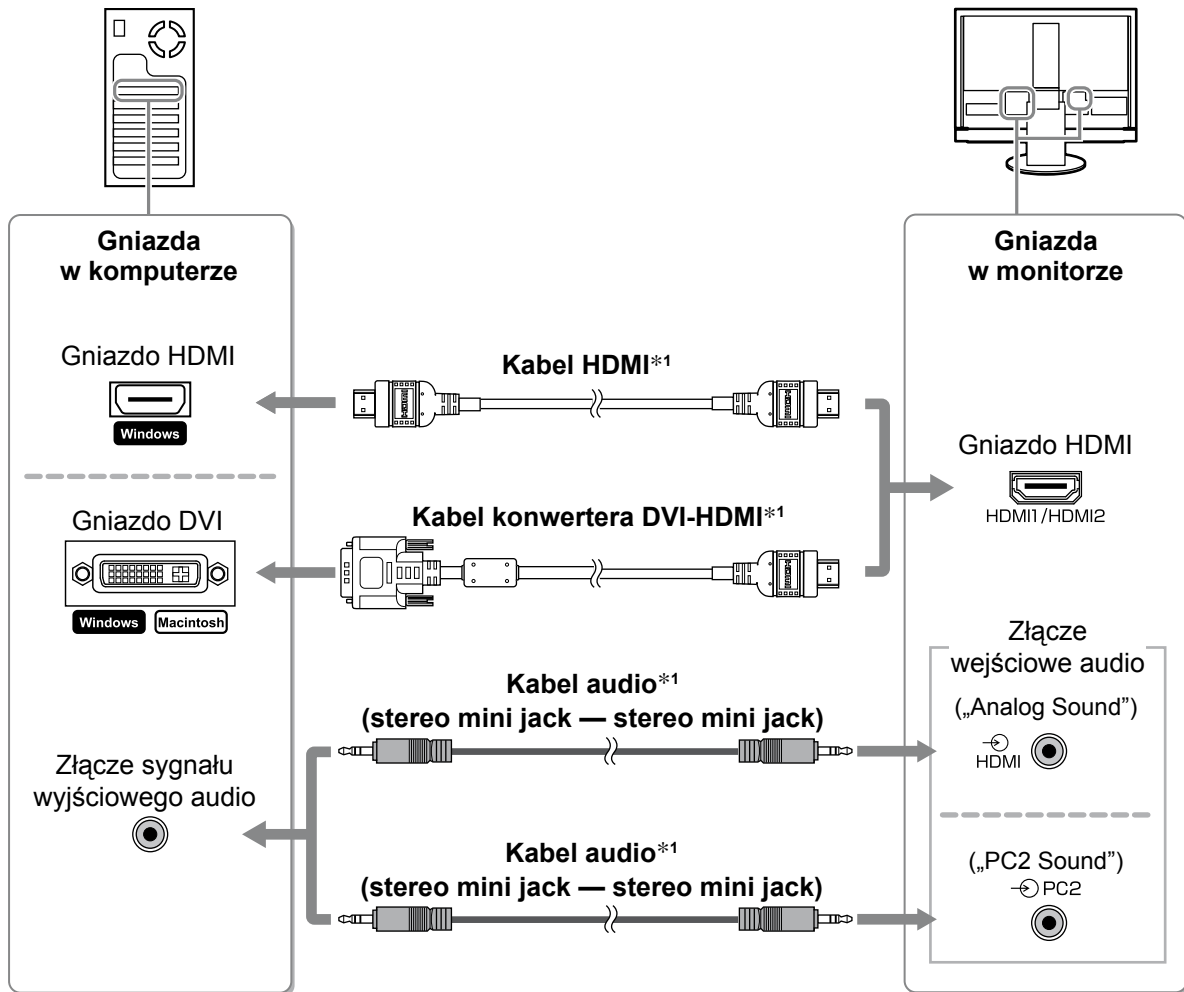 Gniazda
w komputerze
Gniazdo HDMI
Windows
Gniazdo DVI
Windows Macintosh
Złącze sygnału
wyjściowego audio
Kabel HDMI*1
Kabel konwertera DVI-HDMI*1
Kabel audio*1
(stereo mini jack — stereo mini jack)
Kabel audio*1
(stereo mini jack — stereo mini jack)
Gniazda
w monitorze
Gniazdo HDMI
HDMI1/HDMI2
Złącze
wejściowe audio
(„Analog Sound”)
HDMI
(„PC2 Sound”)
PC2